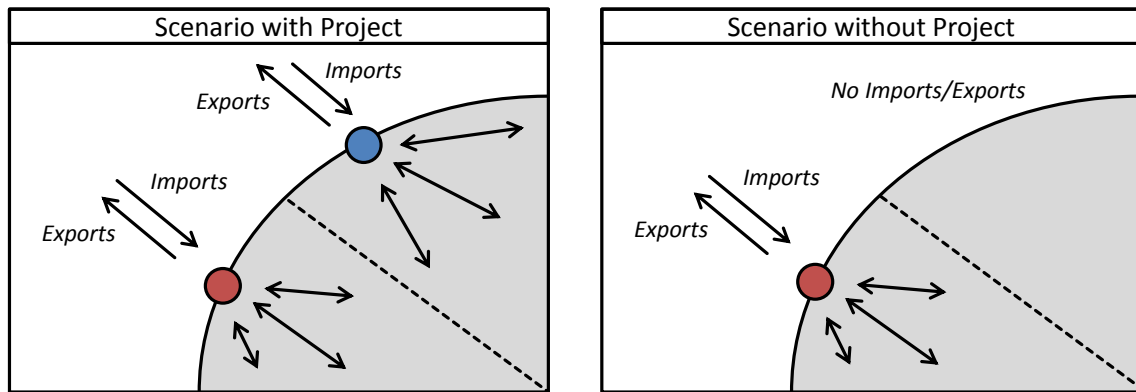 Scenario with Project
Imports
Exports
Imports
Exports
Scenario without Project
No Imports/Exports
Imports
Exports